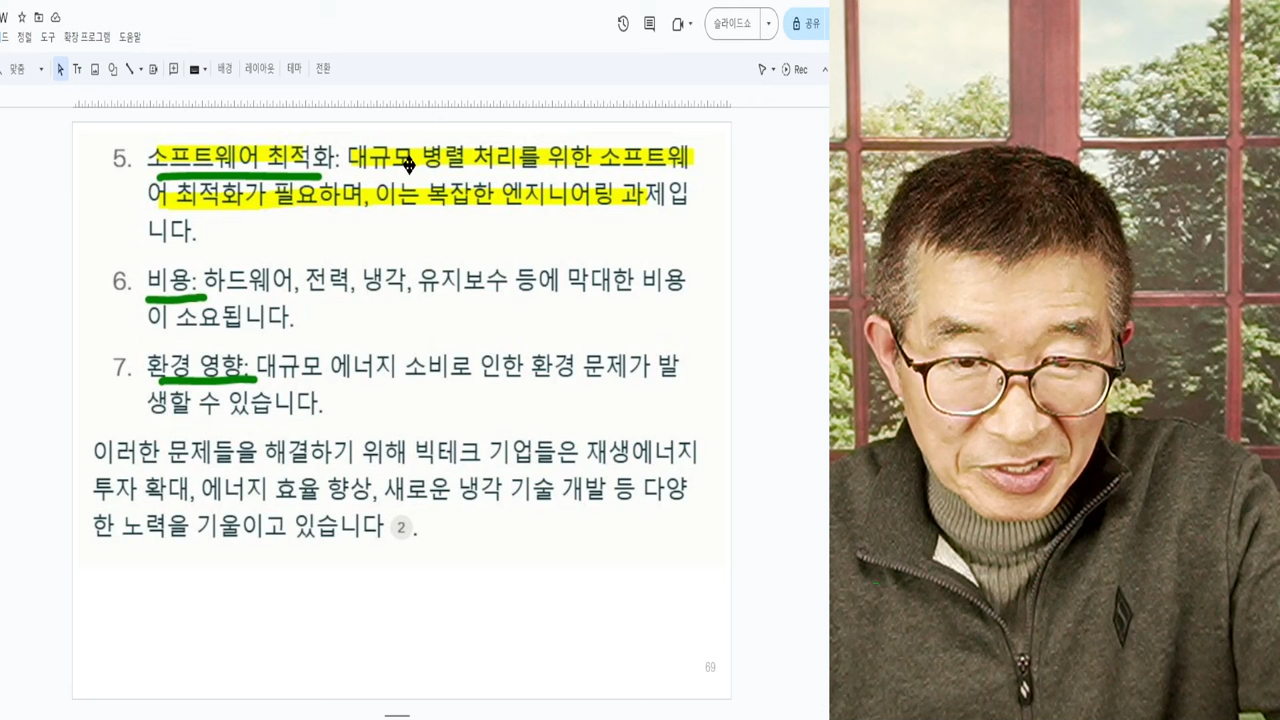 W
슬라이드쇼
공유
드 정렬 도구 확장 프로그램 도움말
맞춤 Tт 배경 레이아웃 테마 전환 Rec
5. 소프트웨어 최적화: 대규모 병렬 처리를 위한 소프트웨
어 최적화가 필요하며, 이는 복잡한 엔지니어링 과제입
니다.
6. 비용: 하드웨어, 전력, 냉각, 유지보수 등에 막대한 비용
이 소요됩니다.
7. 환경 영향: 대규모 에너지 소비로 인한 환경 문제가 발
생할 수 있습니다.
이러한 문제들을 해결하기 위해 빅테크 기업들은 재생에너지
투자 확대, 에너지 효율 향상, 새로운 냉각 기술 개발 등 다양
한 노력을 기울이고 있습니다 2.
69